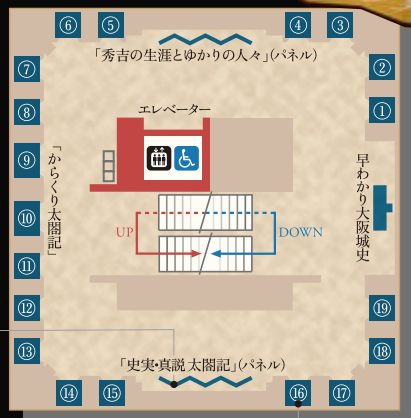 ⑥ ⑤ ④ ③
「秀吉の生涯とゆかりの人々」(パネル)
⑦ ②
⑧ ①
エレベーター
⑨
「からくり太閤記」
早わかり大阪城史
⑩
UP DOWN
⑪
⑫ ⑲
⑬ ⑱
「史実・真説 太閤記」(パネル)
⑭ ⑮ ⑯ ⑰